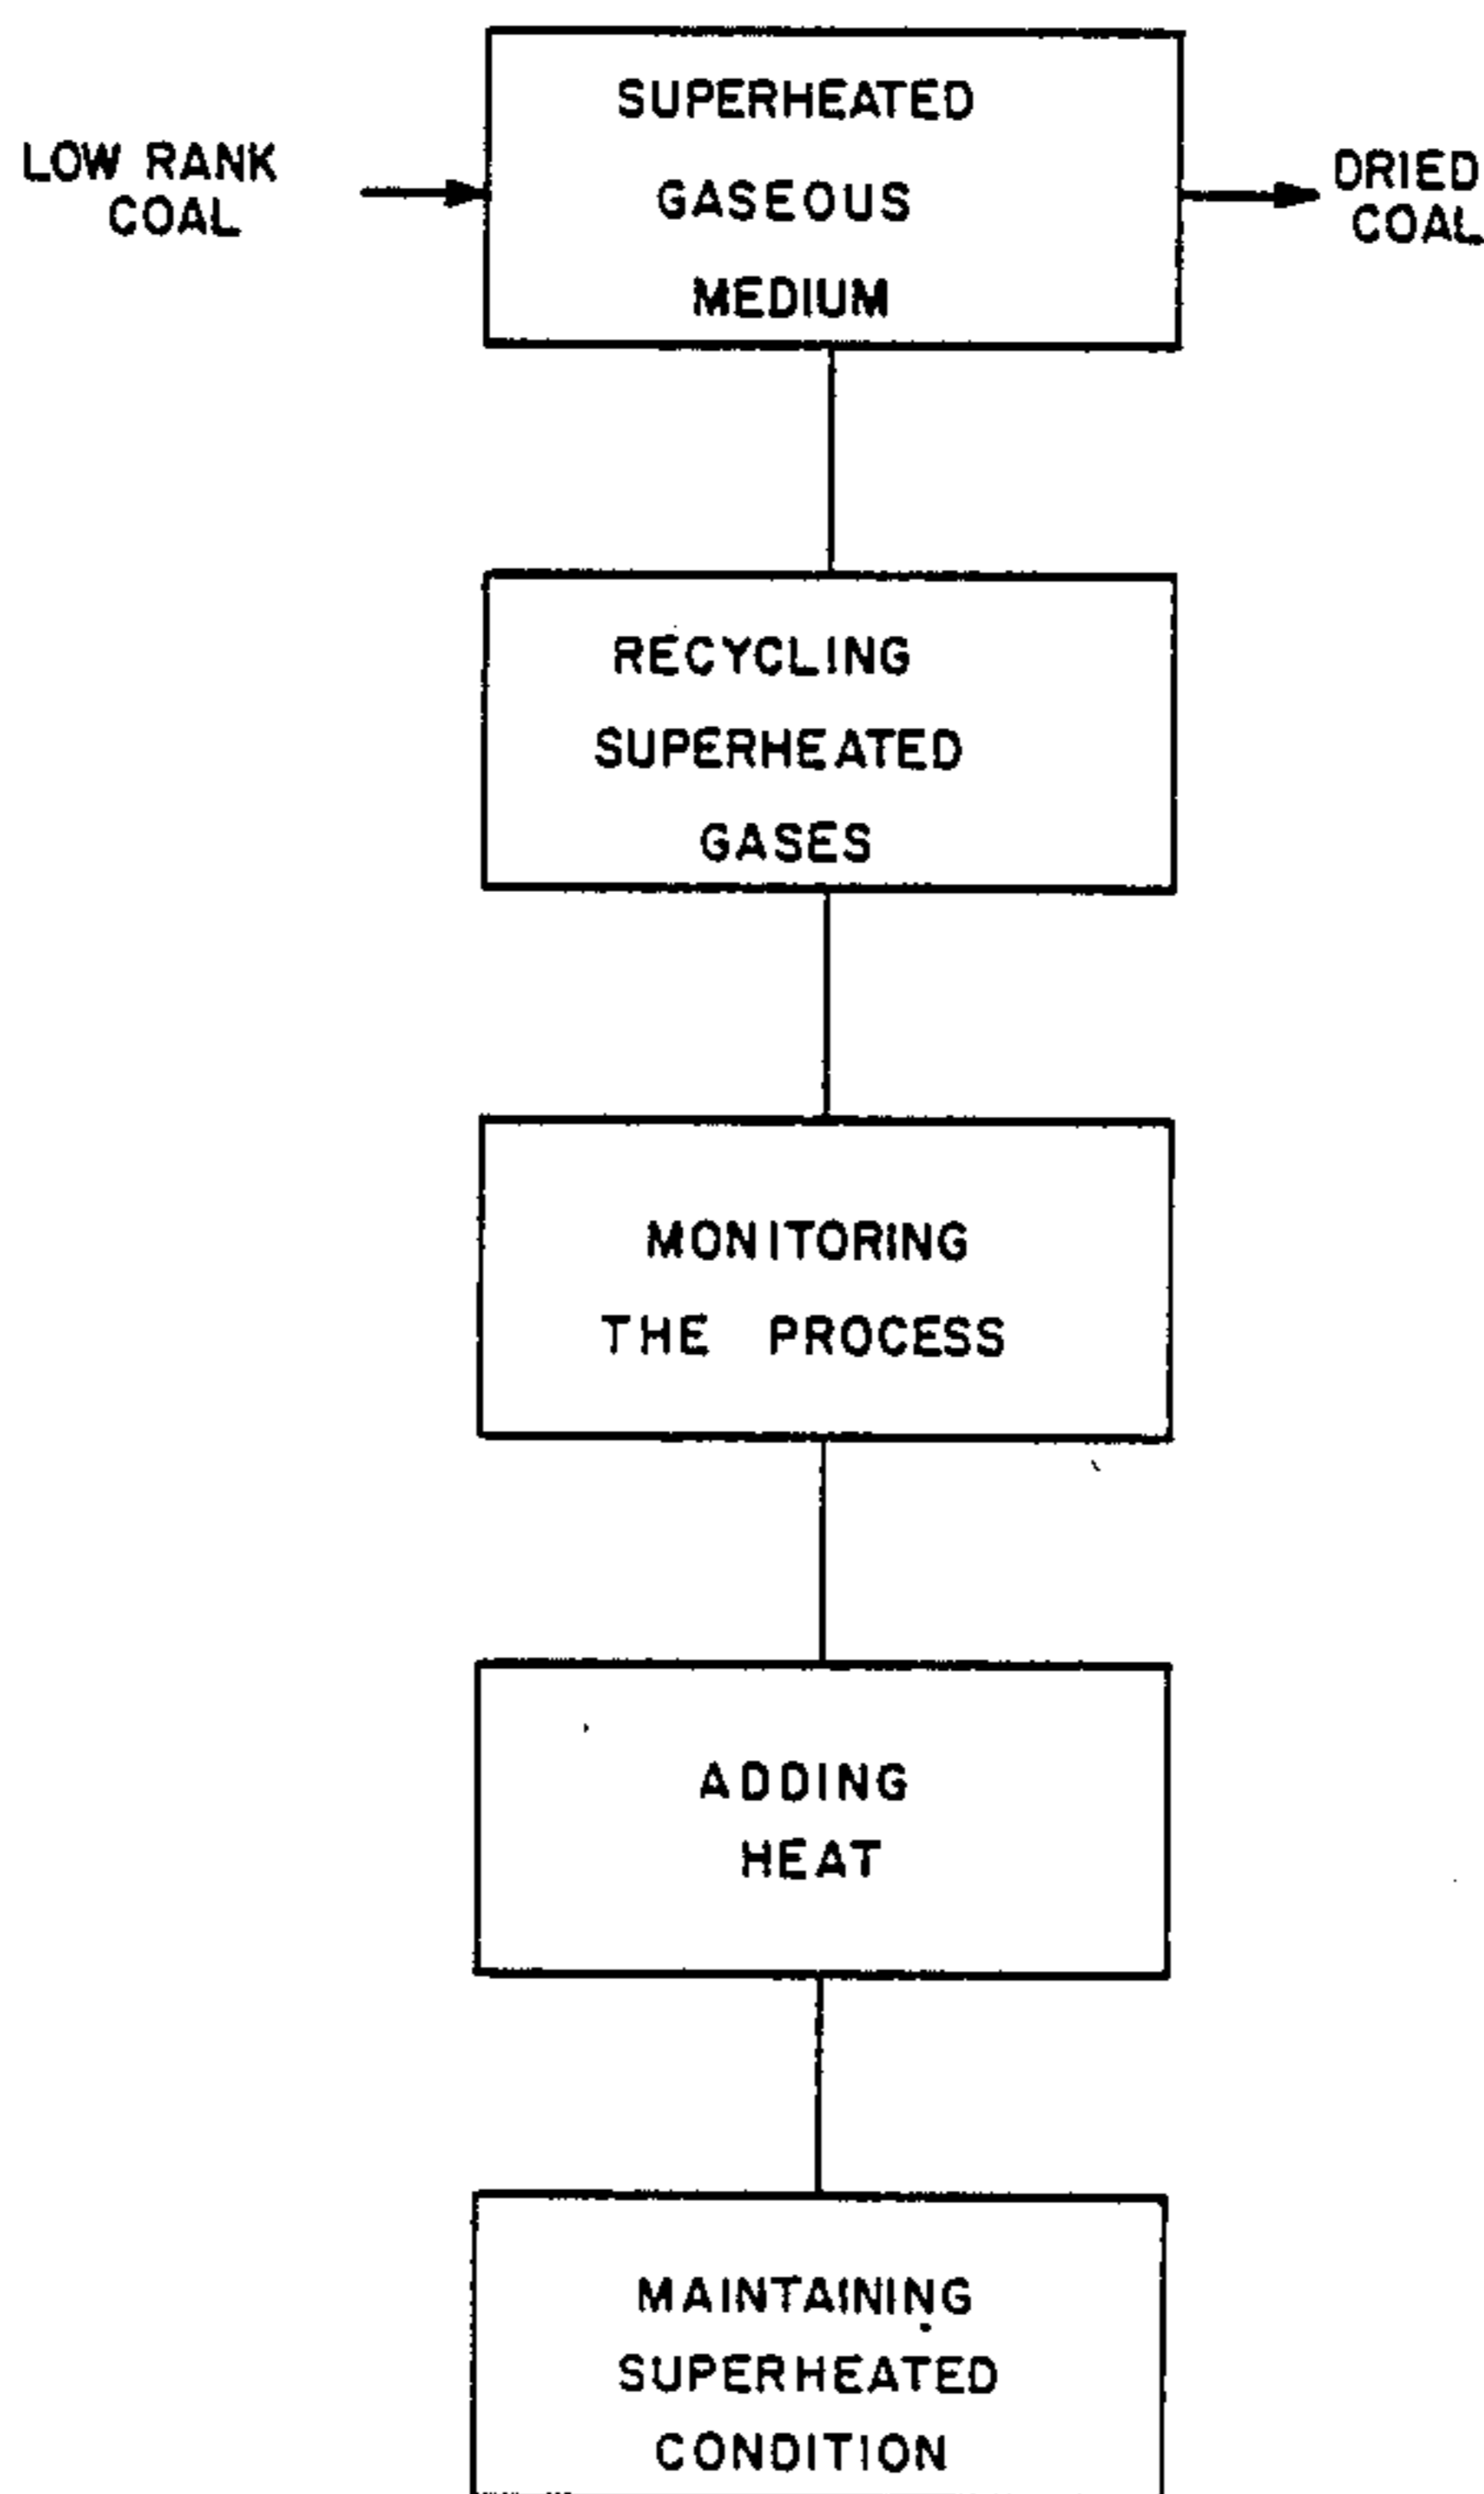 SUPERHEATED
GASEOUS
MEDIUM
LOW RANK
COAL
DRIED
COAL
RECYCLING
SUPERHEATED
GASES
MONITORING
THE PROCESS
ADDING
HEAT
MAINTAINING
SUPERHEATED
CONDITION